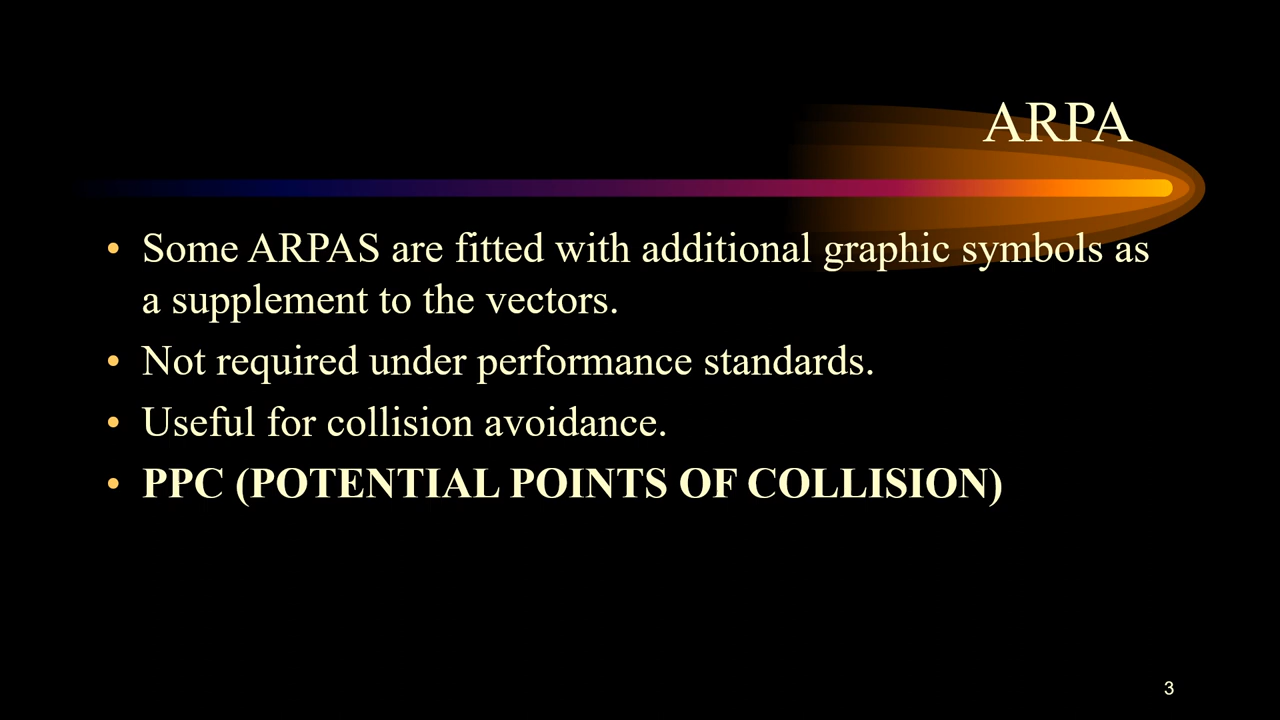 ARPA
• Some ARPAS are fitted with additional graphic symbols as
a supplement to the vectors.
• Not required under performance standards.
• Useful for collision avoidance.
• PPC (POTENTIAL POINTS OF COLLISION)
3